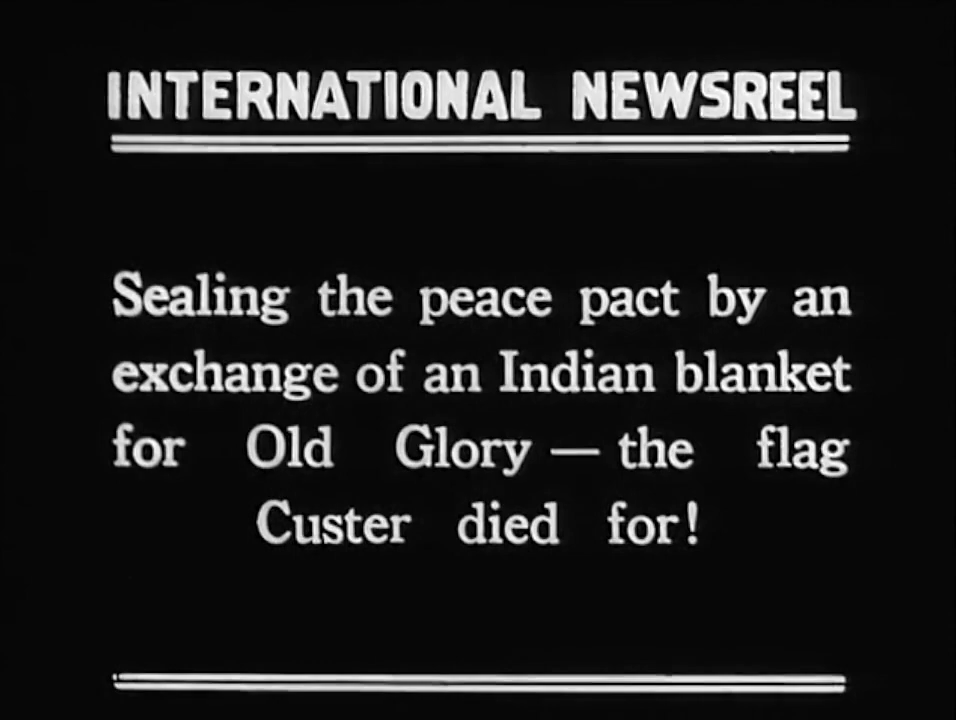 INTERNATIONAL NEWSREEL
Sealing the peace pact by an
exchange of an Indian blanket
for Old Glory — the flag
Custer died for!